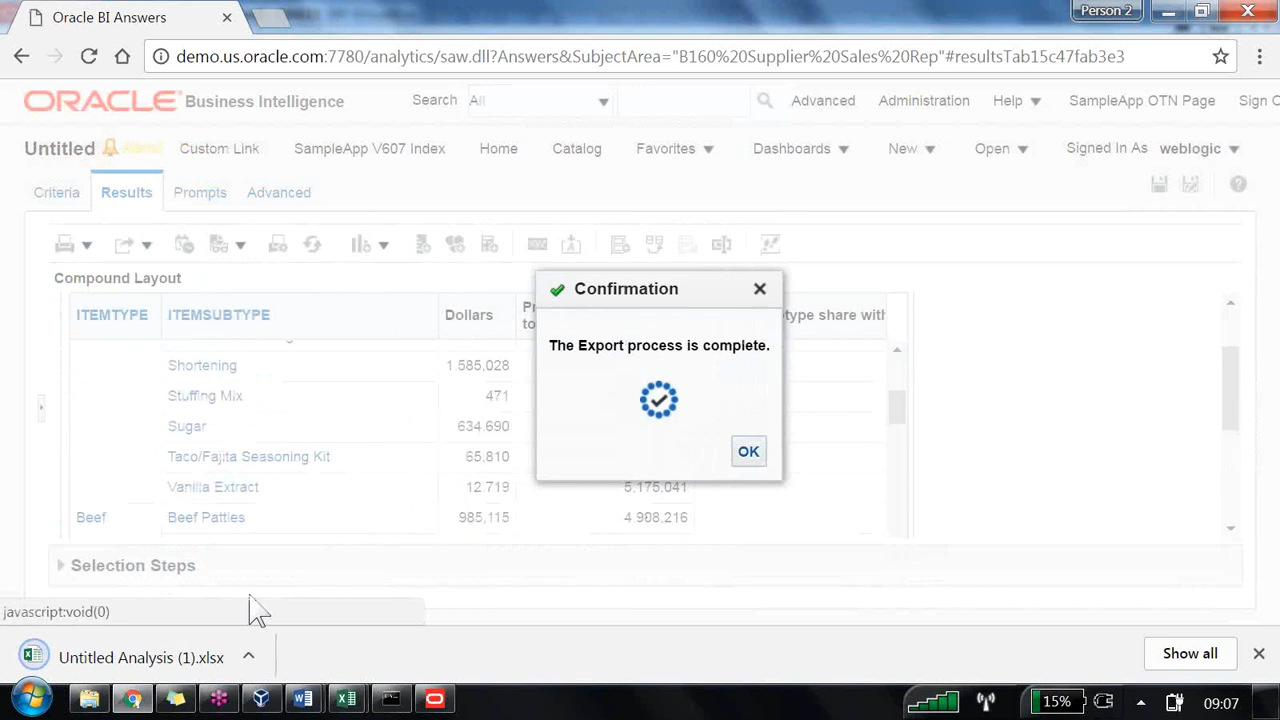 Oracle BI Answers
Person 2
demo.us.oracle.com:7780/analytics/saw.dll?Answers&SubjectArea="B160%20Supplier%20Sales%20Rep"#resultsTab15c47fab3e3
ORACLE Business Intelligence
Search All Advanced Administration Help SampleApp OTN Page Sign O
Untitled Custom Link SampleApp V607 Index Home Catalog Favorites Dashboards New Open Signed In As weblogic
Criteria Results Prompts Advanced
Compound Layout
ITEMTYPE ITEMSUBTYPE Dollars
type share with
Shortening 1 585,028
Stuffing Mix 471
Sugar 634.690
Taco/Fajita Seasoning Kit 65.810
Vanilla Extract 12.719 5,175,041
Beef Beef Patties 985,115 4.908,216
Confirmation
The Export process is complete.
OK
Selection Steps
javascript:void(0)
Untitled Analysis (1).xlsx
Show all
15%
09:07